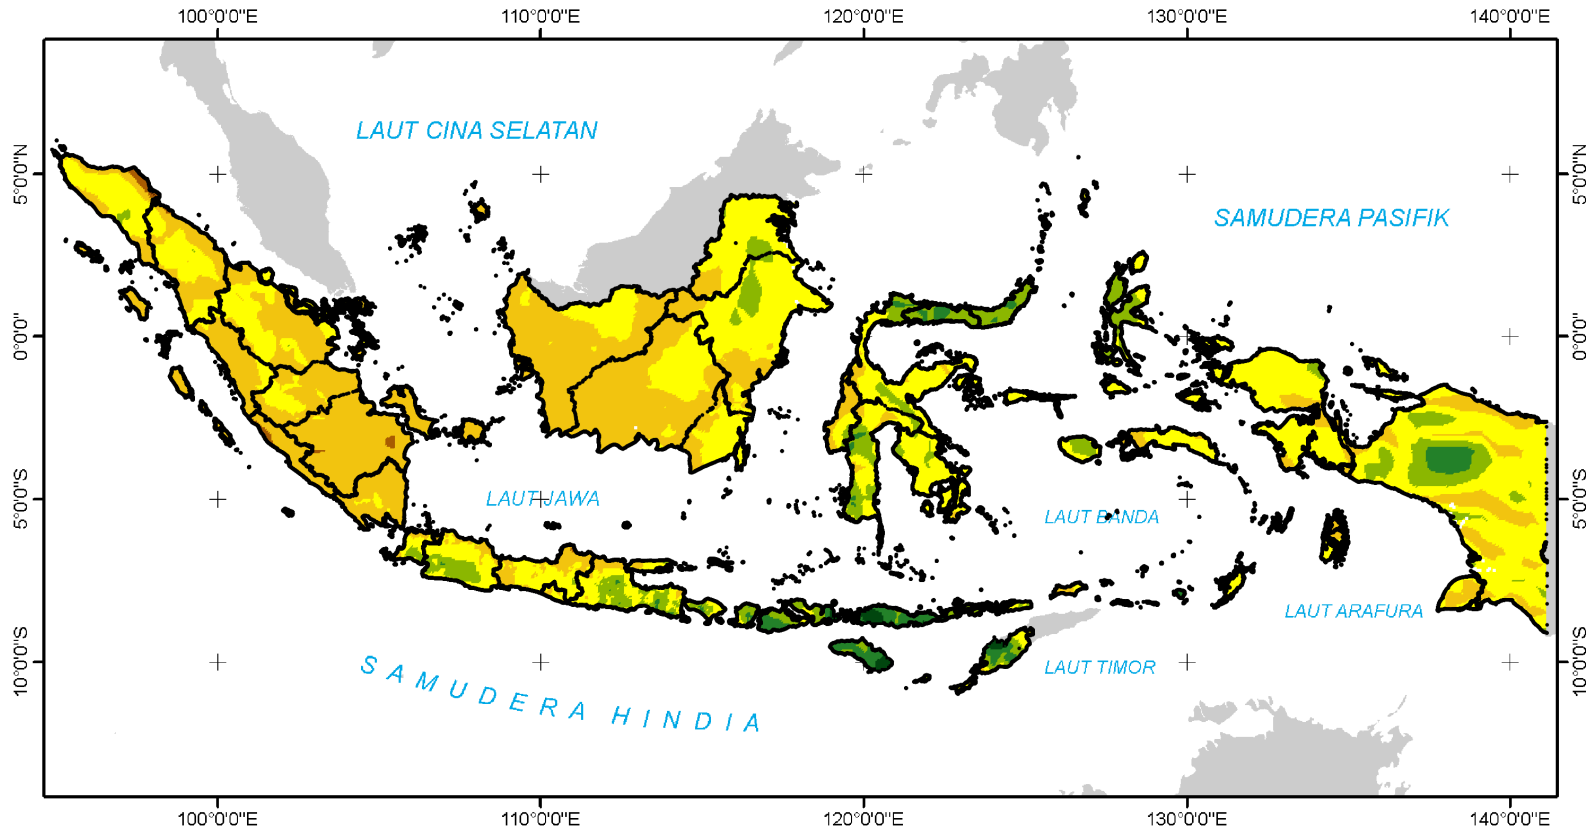 100°0'0"E 110°0'0"E 120°0'0"E 130°0'0"E 140°0'0"E
LAUT CINA SELATAN
5°0'0"N 5°0'0"N
SAMUDERA PASIFIK
0°0'0" 0°0'0"
5°0'0"S LAUT JAWA 5°0'0"S
LAUT BANDA
LAUT ARAFURA
10°0'0"S LAUT TIMOR 10°0'0"S
SAMUDERA HINDIA
100°0'0"E 110°0'0"E 120°0'0"E 130°0'0"E 140°0'0"E